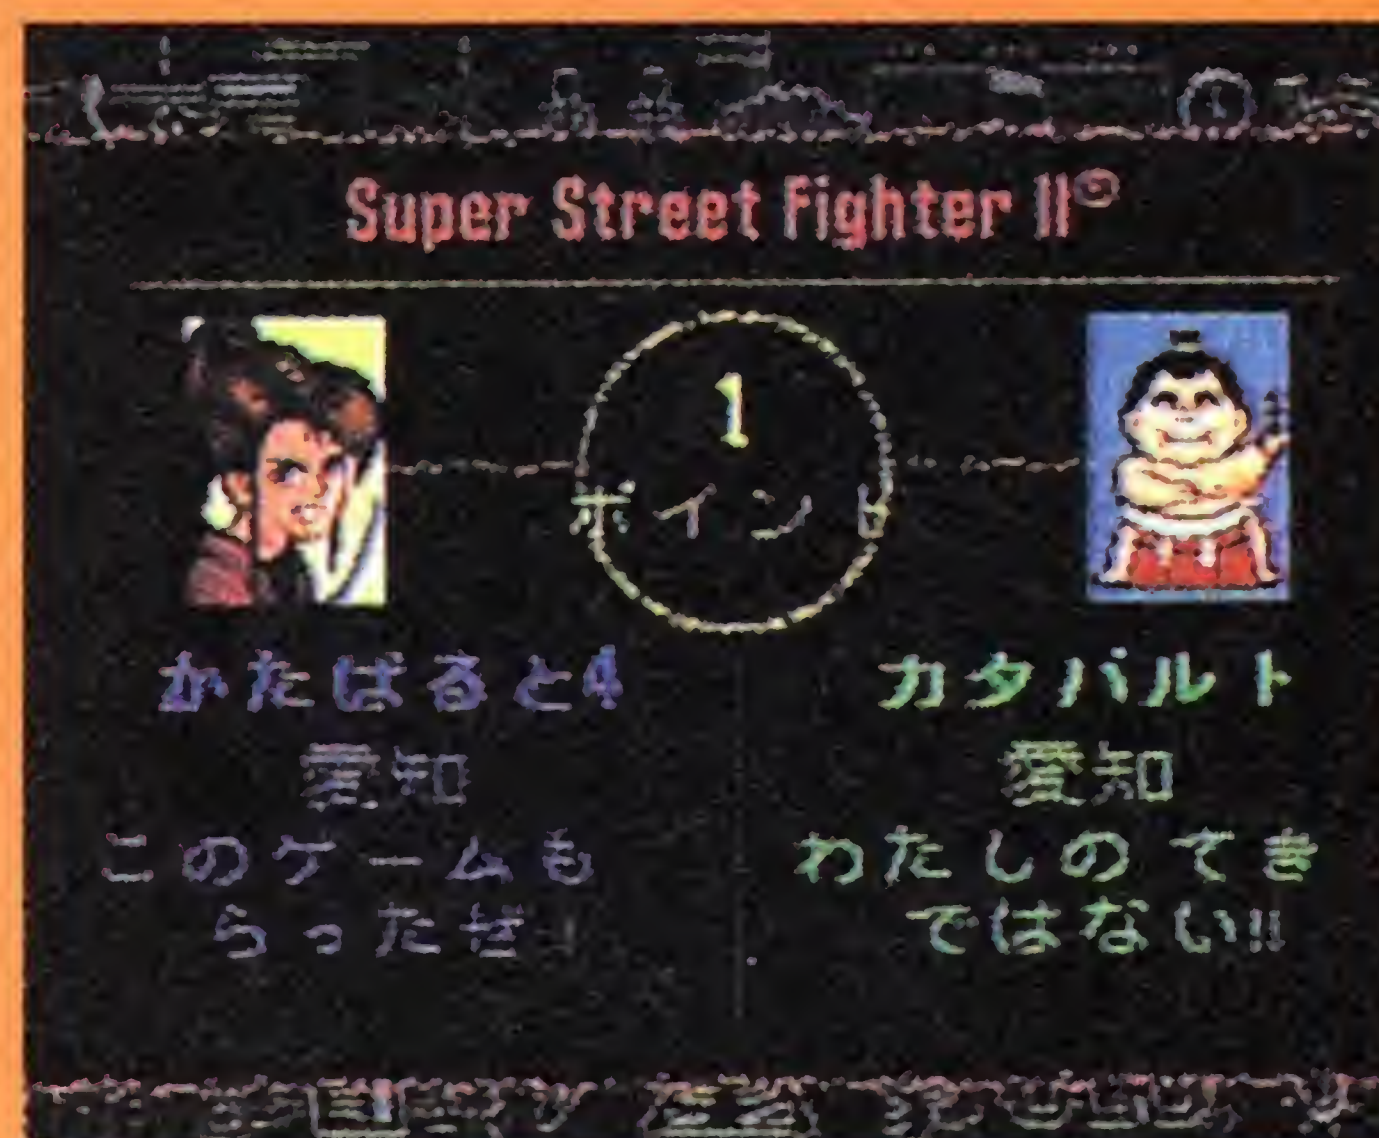 Super Street Fighter II©
1
ポイント
かたぱると4
カタパルト
愛知
愛知
このゲームも
らったぜ!
わたしのてき
ではない!!